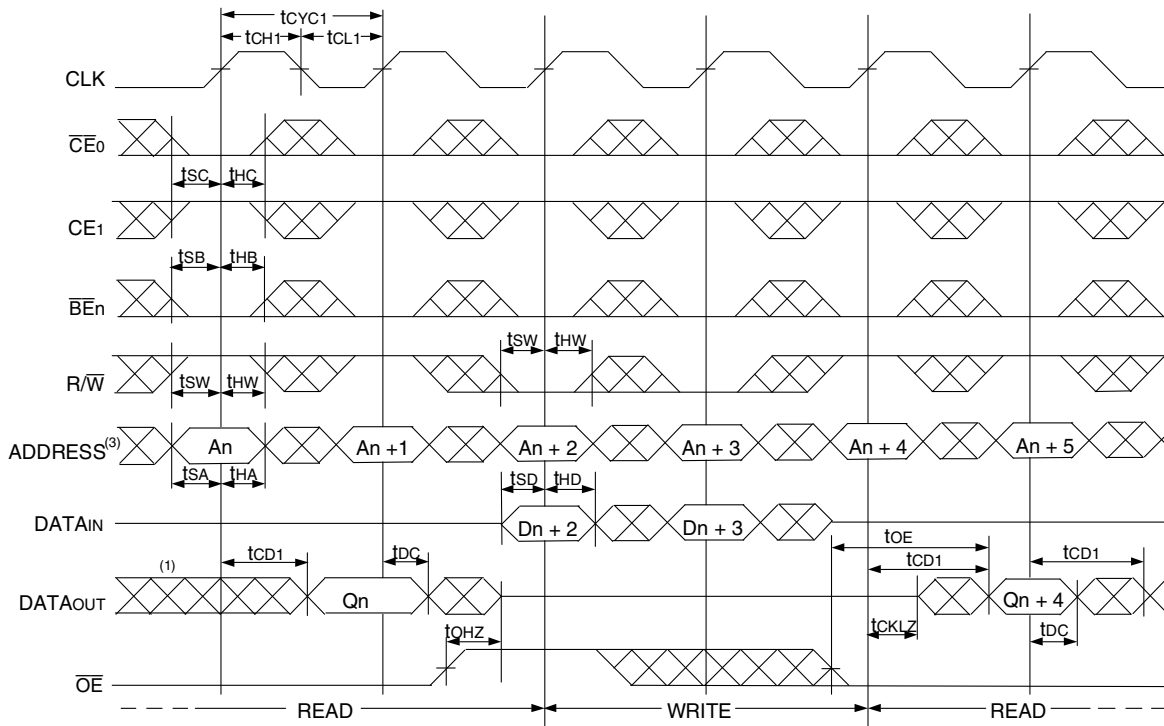 tCYC1
tCH1 tCL1
CLK
CE0
tSC tHC
CE1
tSB tHB
BEn
tSW tHW
R/W
tSW tHW
ADDRESS(3) An An +1 An + 2 An + 3 An + 4 An + 5
tSA tHA tSD tHD
DATAIN Dn + 2 Dn + 3
tOE
(1) tCD1 tDC tCD1 tCD1
DATAOUT Qn Qn + 4
tOHZ tCKLZ tDC
OE
READ WRITE READ